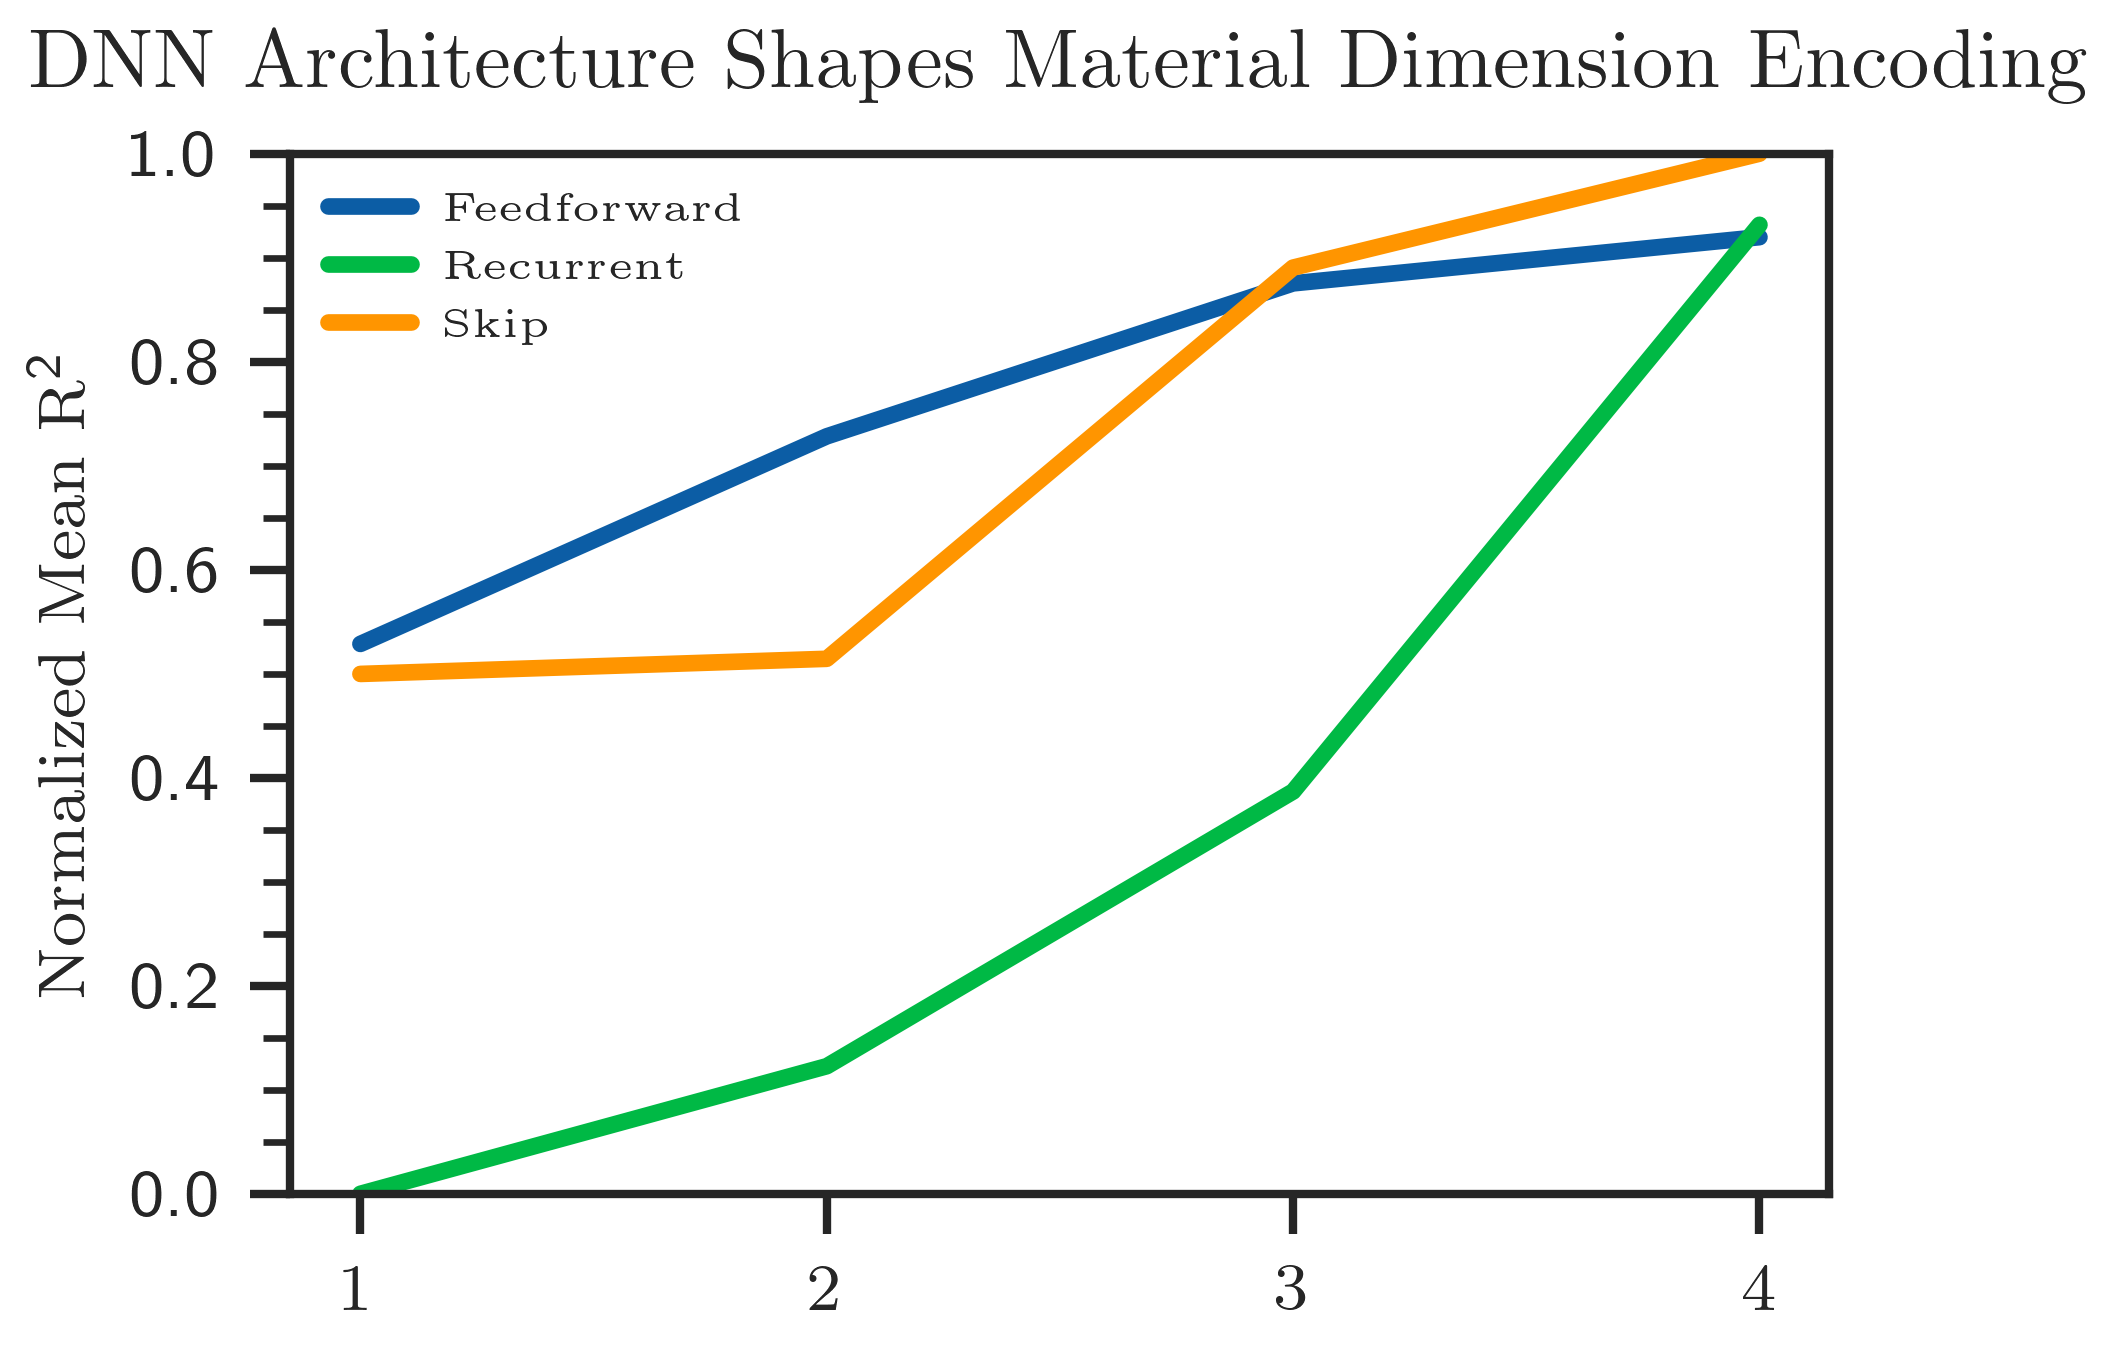 DNN Architecture Shapes Material Dimension Encoding
Normalized Mean R²
1.0
0.8
0.6
0.4
0.2
0.0
Feedforward
Recurrent
Skip
1 2 3 4